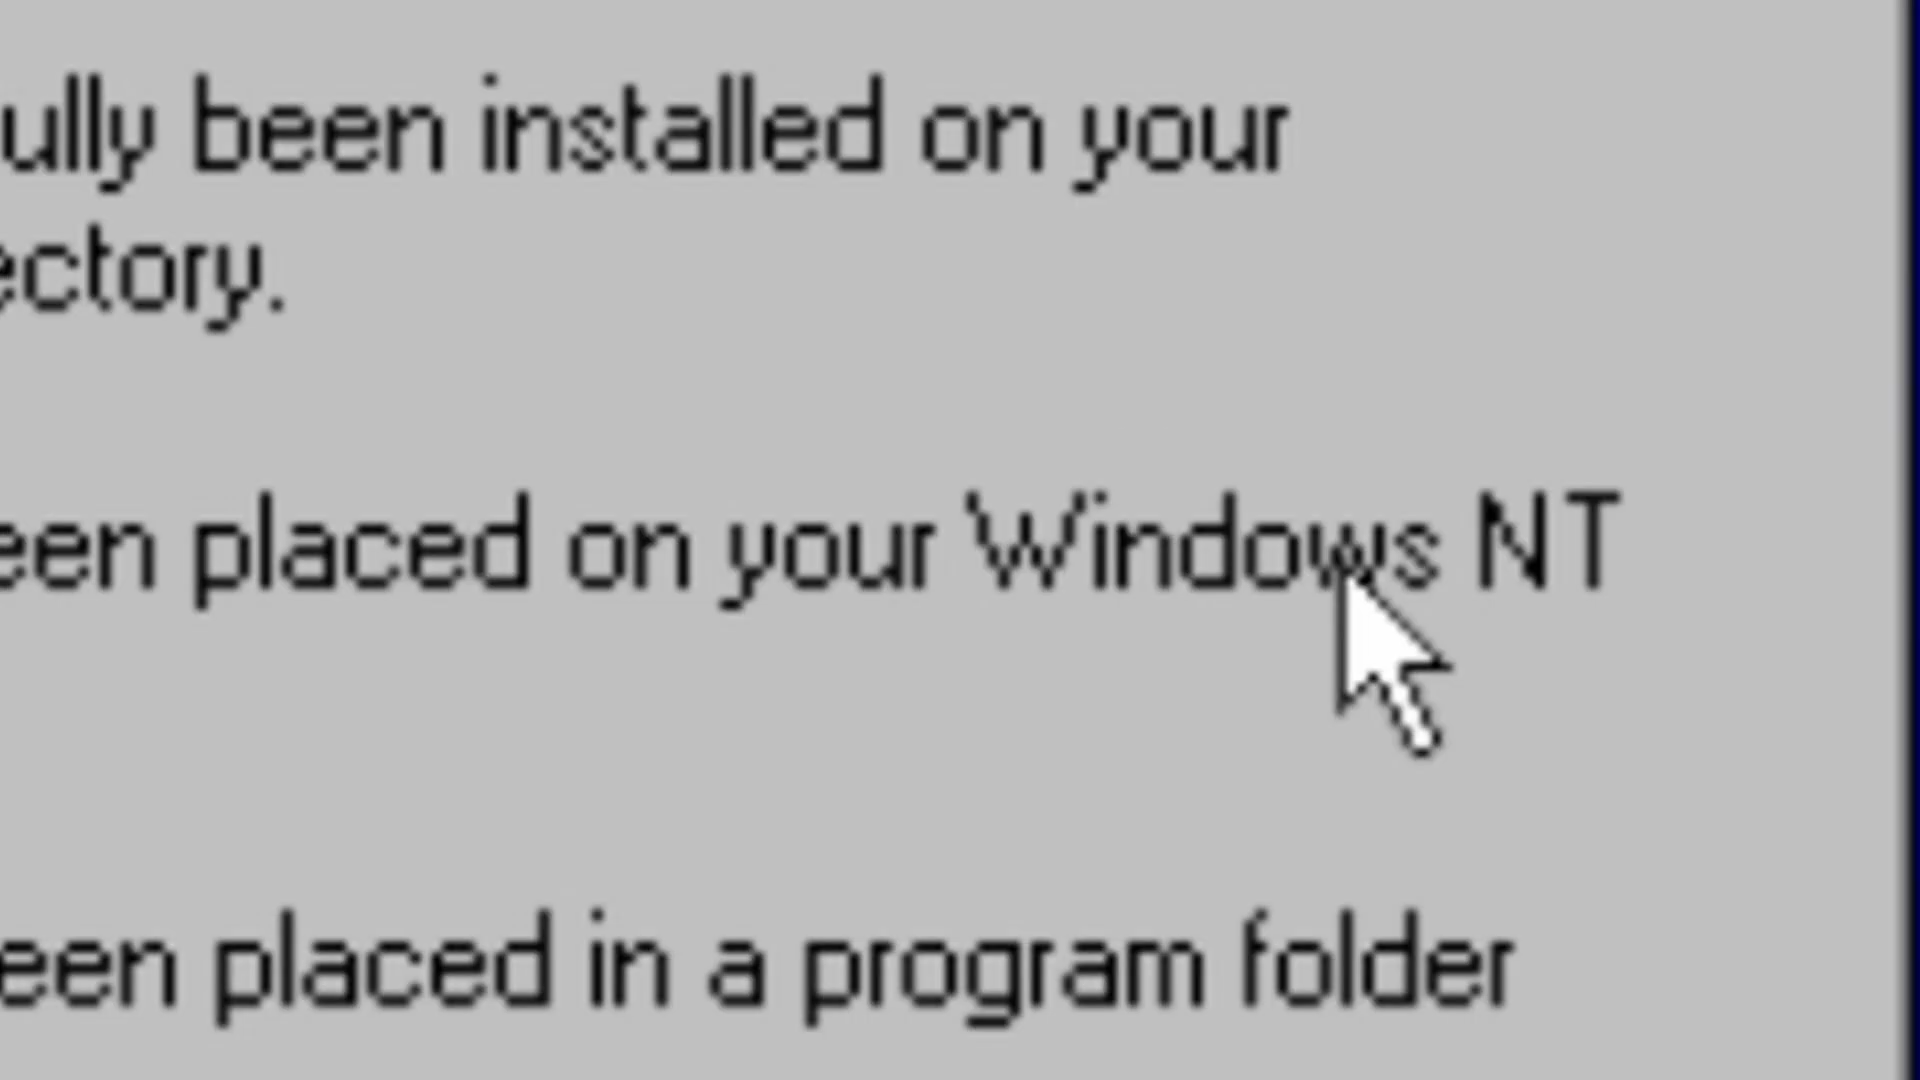 ully been installed on your
ectory.
een placed on your Windows NT
een placed in a program folder